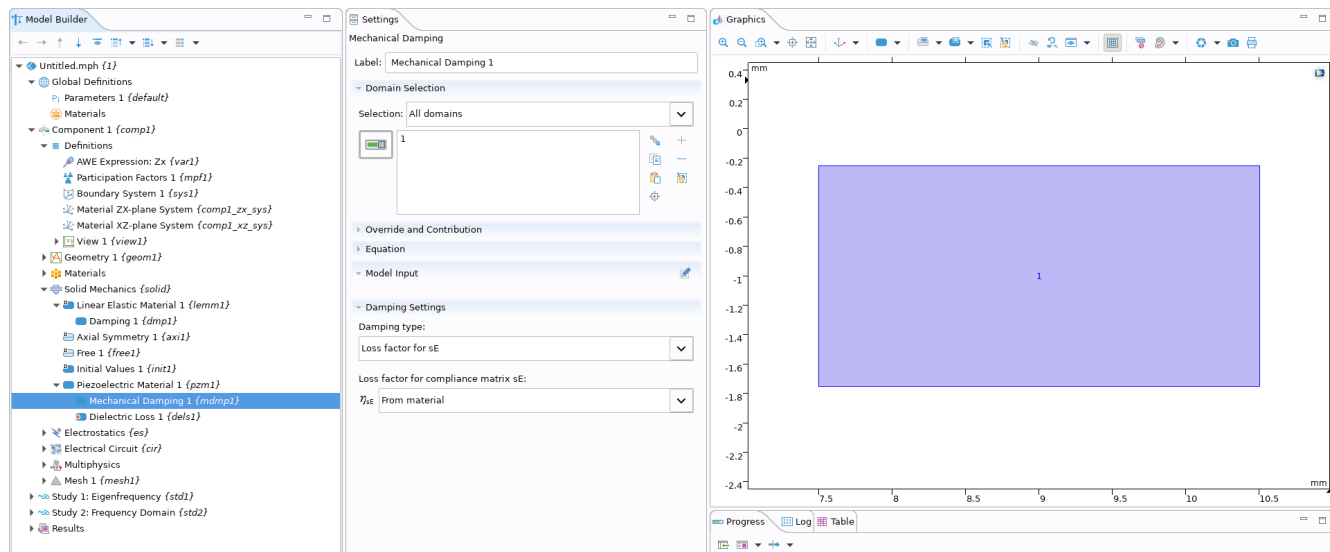 Model Builder
Untitled.mph {1}
Global Definitions
Pi Parameters 1 {default}
Materials
Component 1 {comp1}
Definitions
AWE Expression: Zx {var1}
Participation Factors 1 {mpf1}
Boundary System 1 {sys1}
Material ZX-plane System {comp1_zx_sys}
Material XZ-plane System {comp1_xz_sys}
View 1 {view1}
Geometry 1 {geom1}
Materials
Solid Mechanics {solid}
Linear Elastic Material 1 {lemm1}
Damping 1 {dmp1}
Axial Symmetry 1 {axi1}
Free 1 {free1}
Initial Values 1 {init1}
Piezoelectric Material 1 {pzm1}
Mechanical Damping 1 {mdmp1}
Dielectric Loss 1 {dels1}
Electrostatics {es}
Electrical Circuit {cir}
Multiphysics
Mesh 1 {mesh1}
Study 1: Eigenfrequency {std1}
Study 2: Frequency Domain {std2}
Results
Settings
Mechanical Damping
Label: Mechanical Damping 1
Domain Selection
Selection: All domains
1
Override and Contribution
Equation
Model Input
Damping Settings
Damping type:
Loss factor for sE
Loss factor for compliance matrix sE:
ηsE From material
Graphics
mm
0.4
0.2
0
-0.2
-0.4
-0.6
-0.8
-1
-1.2
-1.4
-1.6
-1.8
-2
-2.2
-2.4
1
mm
7.5 8 8.5 9 9.5 10 10.5
Progress Log Table